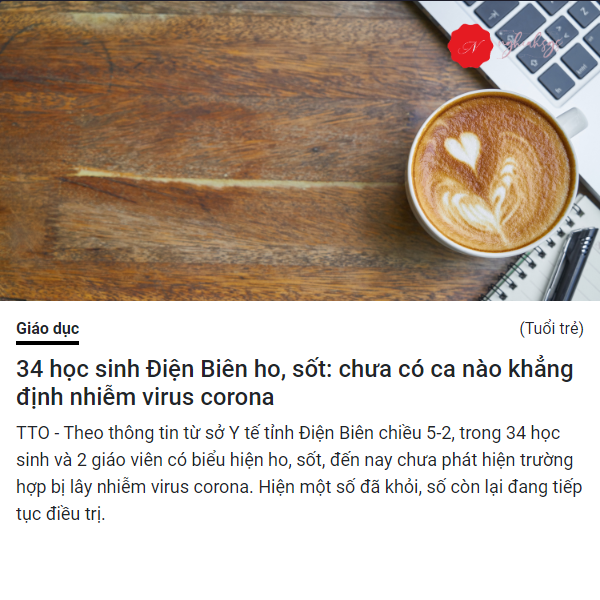 N
Giáo dục
(Tuổi trẻ)
34 học sinh Điện Biên ho, sốt: chưa có ca nào khẳng
định nhiễm virus corona
TTO - Theo thông tin từ sở Y tế tỉnh Điện Biên chiều 5-2, trong 34 học
sinh và 2 giáo viên có biểu hiện ho, sốt, đến nay chưa phát hiện trường
hợp bị lây nhiễm virus corona. Hiện một số đã khỏi, số còn lại đang tiếp
tục điều trị.